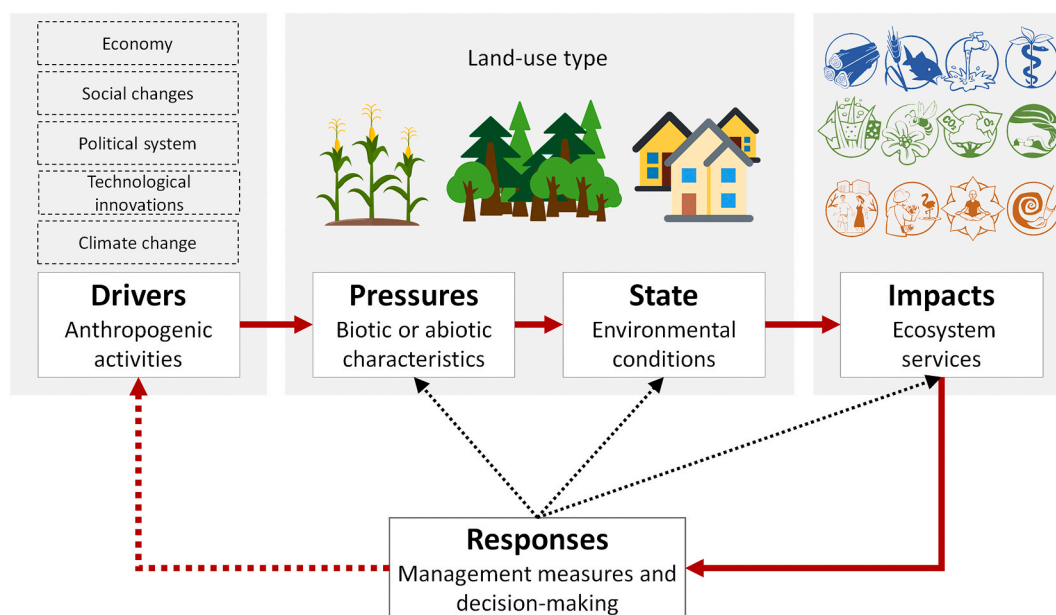 Economy
Social changes
Political system
Technological
innovations
Climate change
Land-use type
Drivers
Anthropogenic
activities
Pressures
Biotic or abiotic
characteristics
State
Environmental
conditions
Impacts
Ecosystem
services
Responses
Management measures and
decision-making